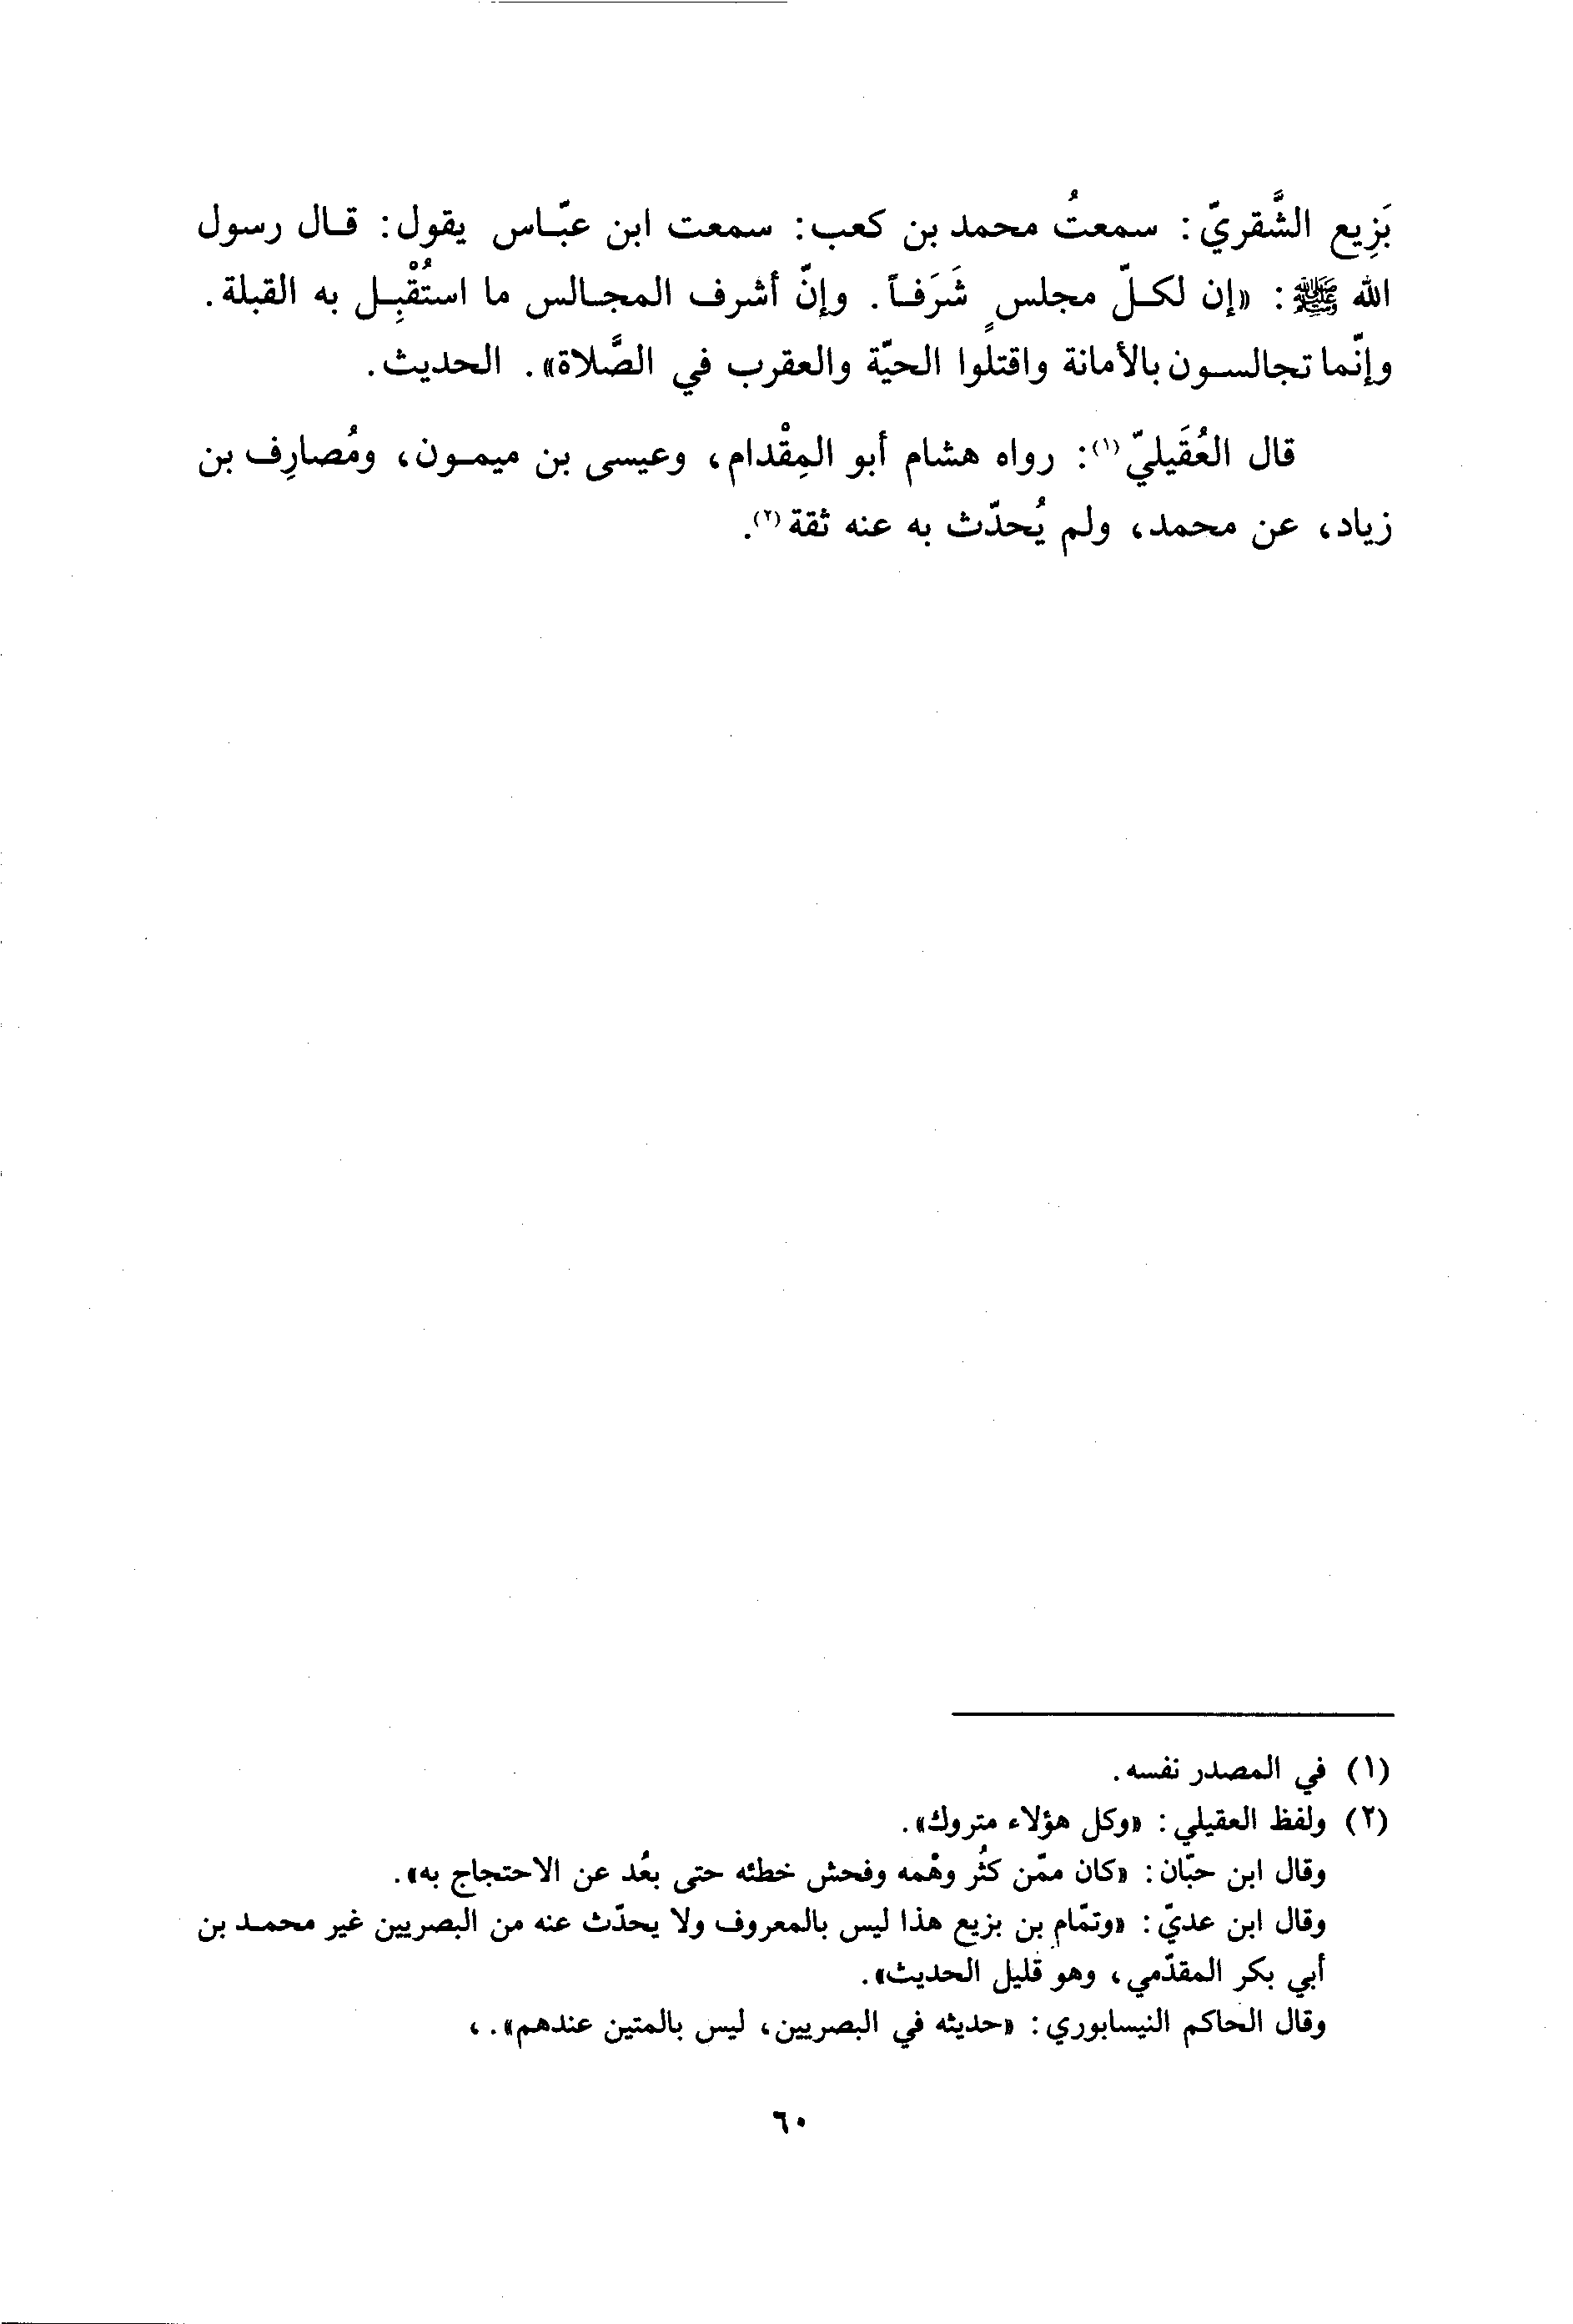 بَزِيع الشَّقَريّ: سمعتُ محمد بن كعب: سمعت ابن عبّاس يقول: قال رسول
الله ﷺ: «إن لكلّ مجلسٍ شَرَفاً. وإنّ أشرف المجالس ما استُقْبِل به القبلة.
وإنّما تجالسون بالأمانة واقتلُوا الحيّة والعقرب في الصَّلاة». الحديث.
قال العُقَيليّ(١): رواه هشام أبو المِقْدام، وعيسى بن ميمون، ومُصارِف بن
زياد، عن محمد، ولم يُحدّث به عنه ثقة(٢).
(١) في المصدر نفسه.
(٢) ولفظ العقيلي: «وكل هؤلاء متروك».
وقال ابن حبّان: «كان ممّن كثُر وهْمه وفحش خطئه حتى بعُد عن الاحتجاج به».
وقال ابن عديّ: «وتمّام بن بزيع هذا ليس بالمعروف ولا يحدّث عنه من البصريين غير محمد بن
أبي بكر المقدّمي، وهو قليل الحديث».
وقال الحاكم النيسابوري: «حديثه في البصريين، ليس بالمتين عندهم».،
٦٠